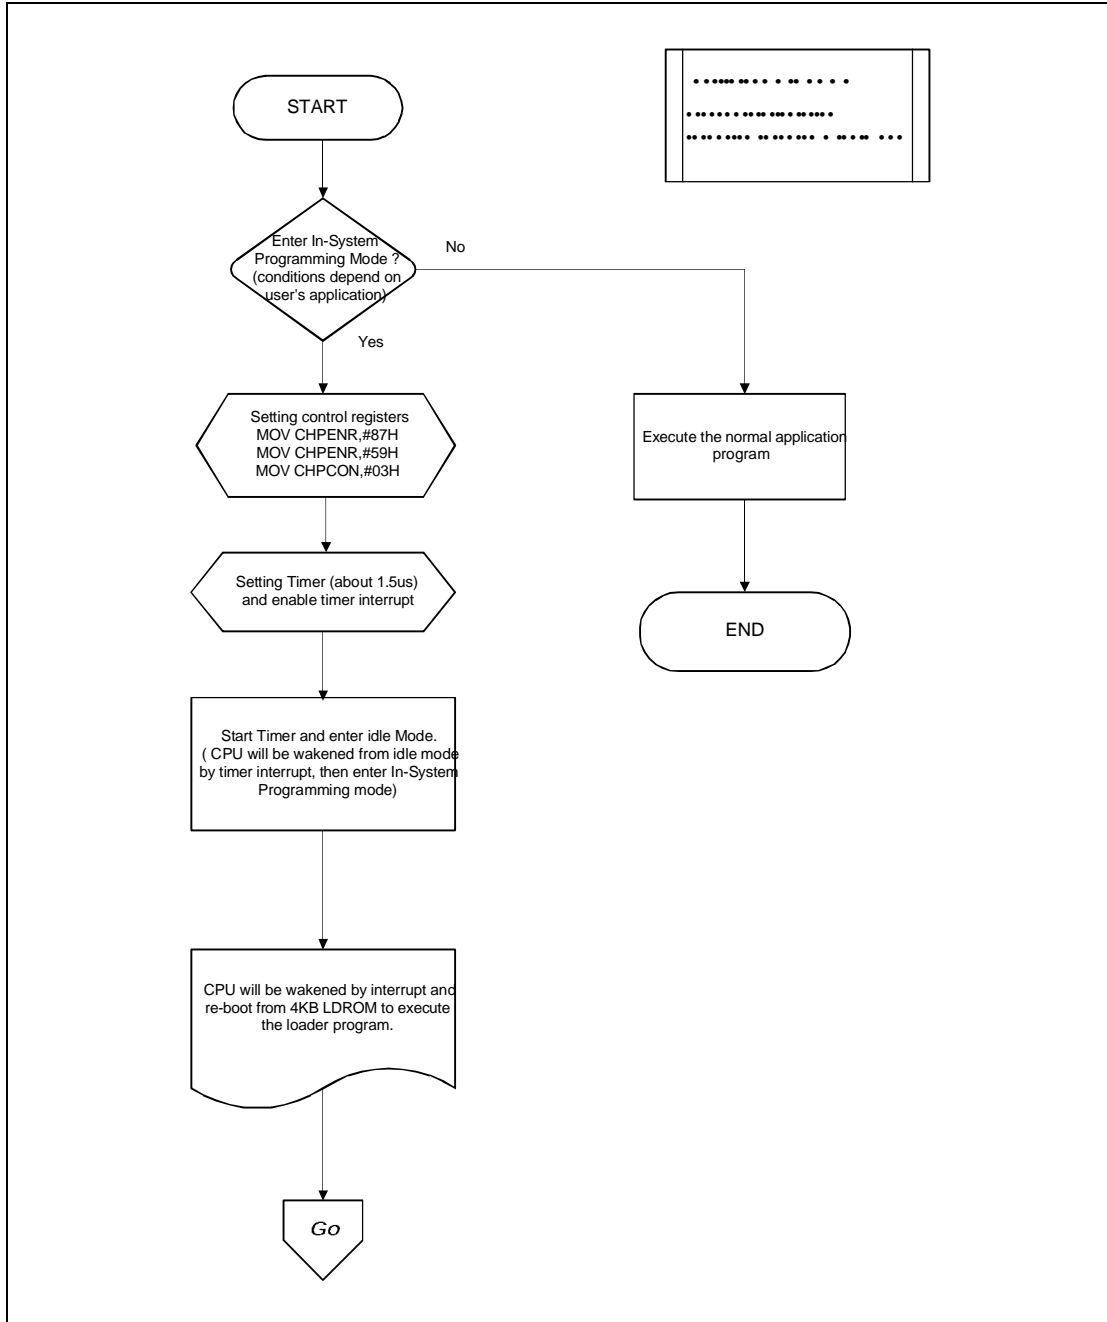 START
Enter In-System
Programming Mode ?
(conditions depend on
user's application)
No
Yes
Setting control registers
MOV CHPENR,#87H
MOV CHPENR,#59H
MOV CHPCON,#03H
Execute the normal application
program
Setting Timer (about 1.5us)
and enable timer interrupt
END
Start Timer and enter idle Mode.
( CPU will be wakened from idle mode
by timer interrupt, then enter In-System
Programming mode)
CPU will be wakened by interrupt and
re-boot from 4KB LDROM to execute
the loader program.
Go